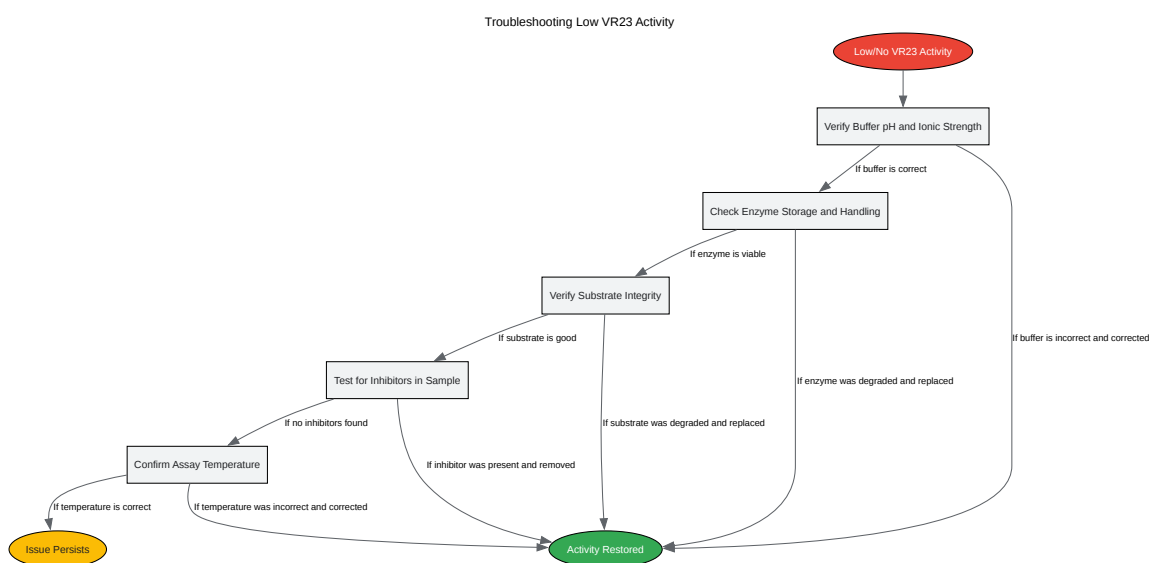 Troubleshooting Low VR23 Activity
Low/No VR23 Activity
Verify Buffer pH and Ionic Strength
If buffer is correct
Check Enzyme Storage and Handling
If enzyme is viable
Verify Substrate Integrity
If substrate is good
If buffer is incorrect and corrected
Test for Inhibitors in Sample
If enzyme was degraded and replaced
If no inhibitors found
If substrate was degraded and replaced
Confirm Assay Temperature
If inhibitor was present and removed
If temperature is correct
If temperature was incorrect and corrected
Issue Persists
Activity Restored